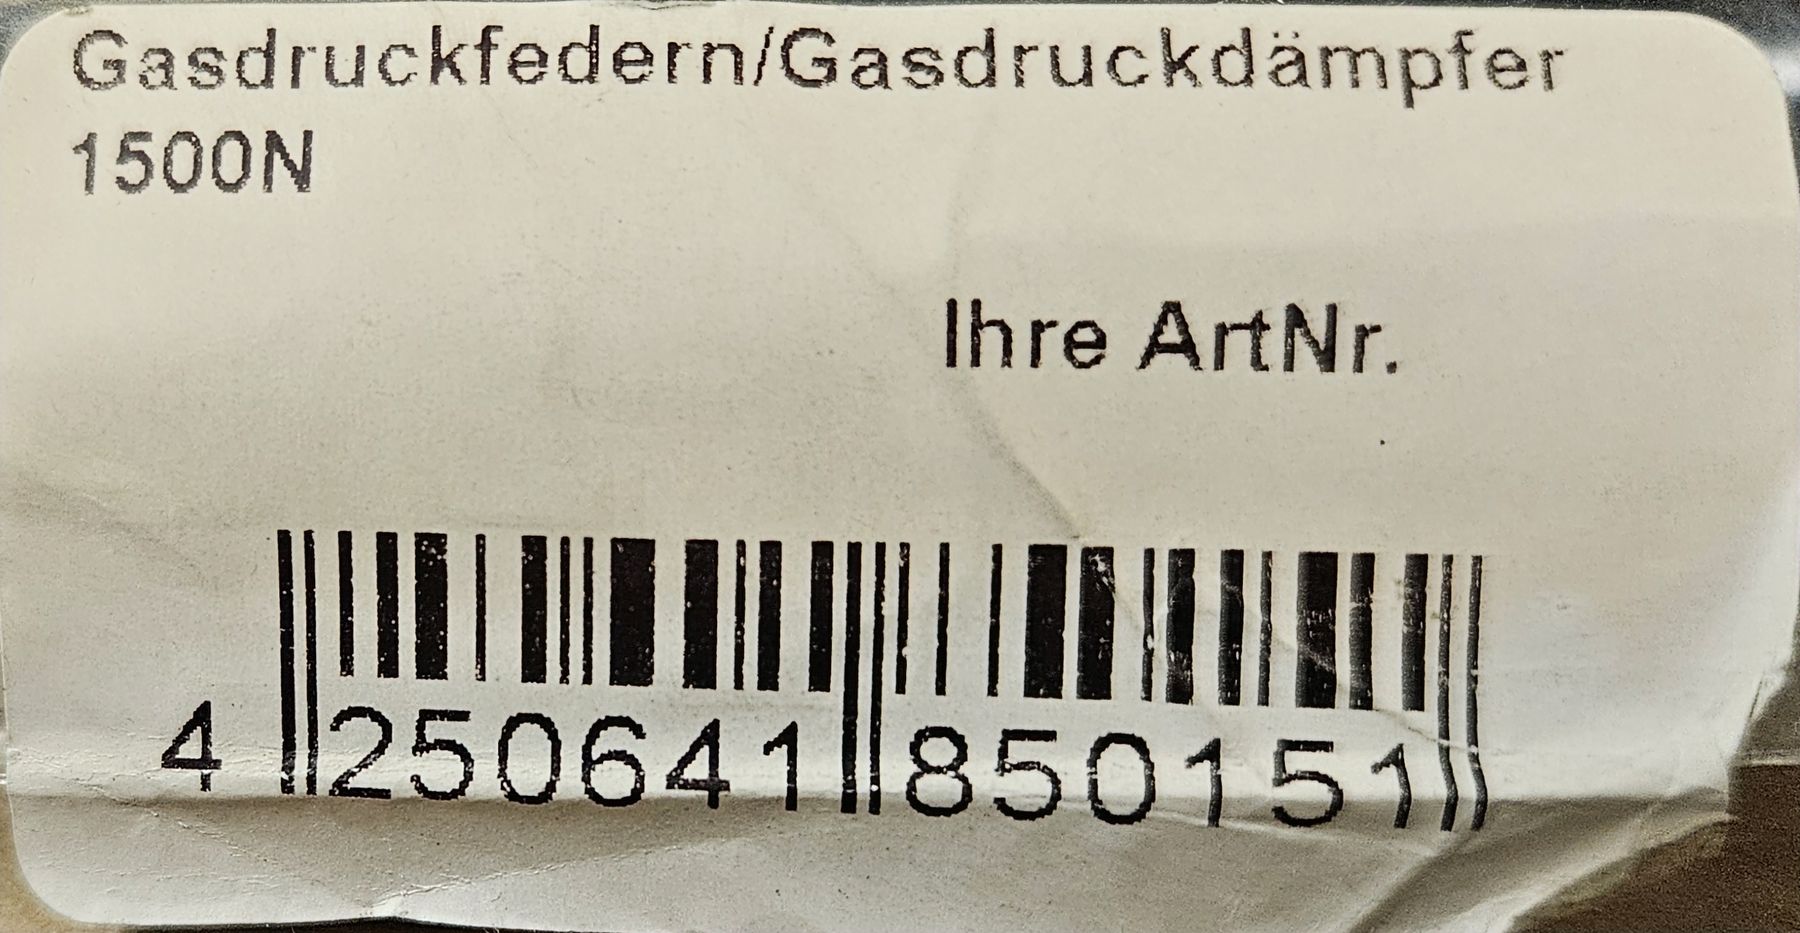 Gasdruckfedern/Gasdruckdämpfer
1500N
Ihre ArtNr.
4 250641 850151